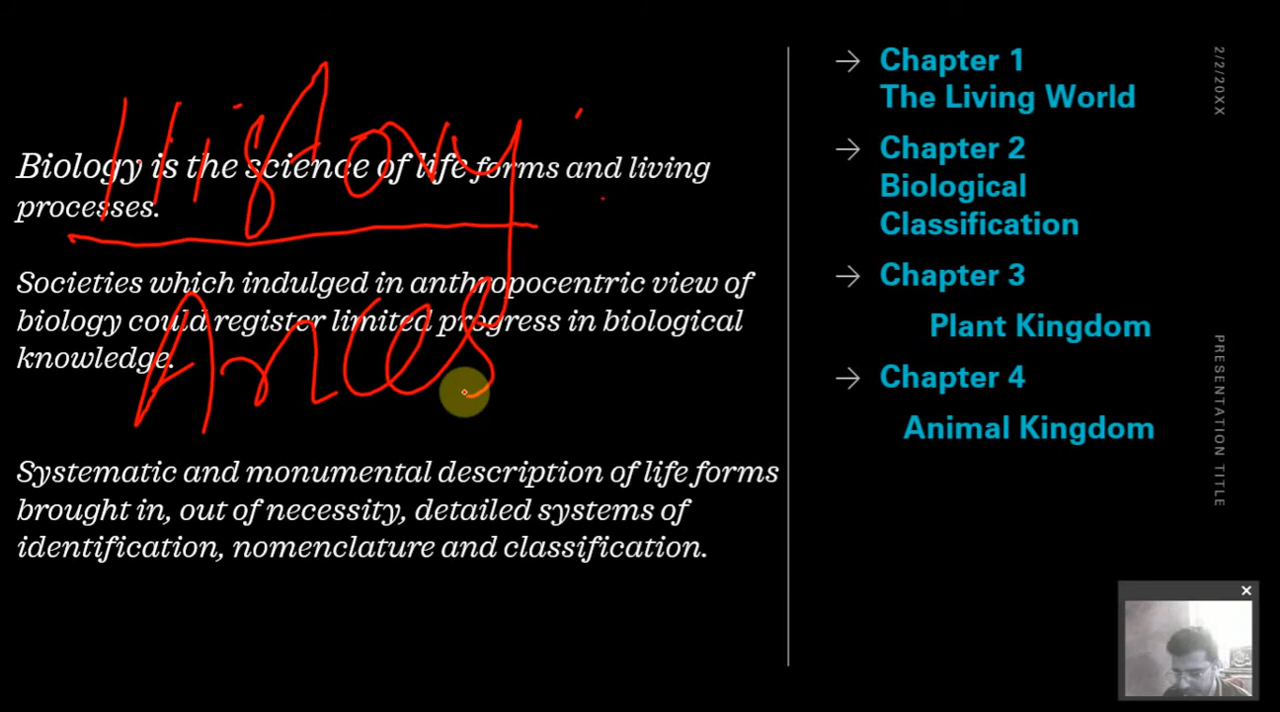 History
Biology is the science of life forms and living
processes.
Societies which indulged in anthropocentric view of
biology could register limited progress in biological
knowledge.
Ances
Systematic and monumental description of life forms
brought in, out of necessity, detailed systems of
identification, nomenclature and classification.
→ Chapter 1
The Living World
→ Chapter 2
Biological
Classification
→ Chapter 3
Plant Kingdom
→ Chapter 4
Animal Kingdom
2/2/20XX
PRESENTATION TITLE